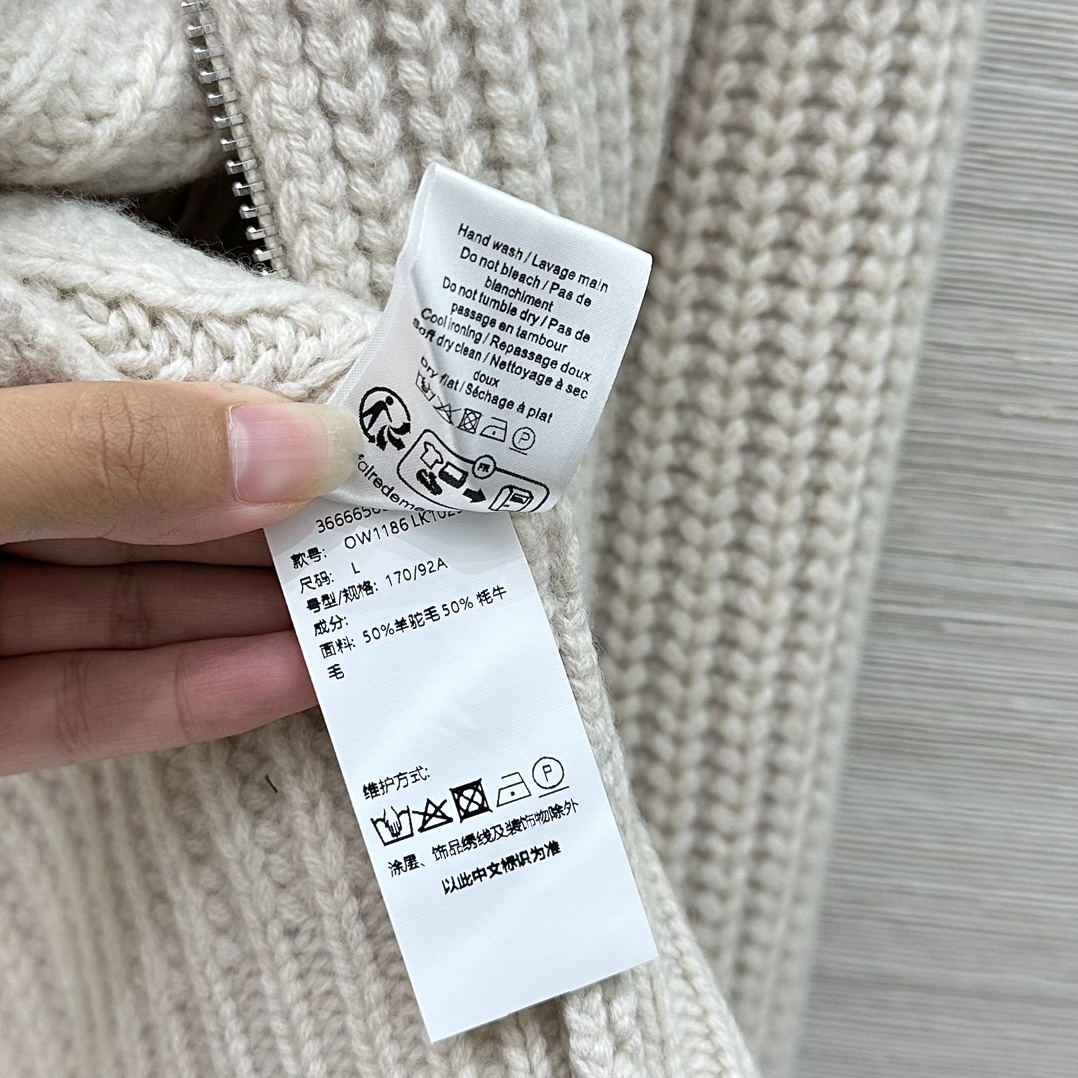 Hand wash / Lavage main
Do not bleach / Pas de
blanchiment
Do not tumble dry / Pas de
passage en tambour
Cool ironing / Repassage doux
Soft dry clean / Nettoyage à sec
doux
Dry flat / Séchage à plat
P
FR
款号: OW1186
尺码: L
号型/规格: 170/92A
成分:
面料: 50%羊驼毛50% 牦牛
毛
维护方式:
P
涂层、饰品绣线及装饰物除外
以此中文标识为准